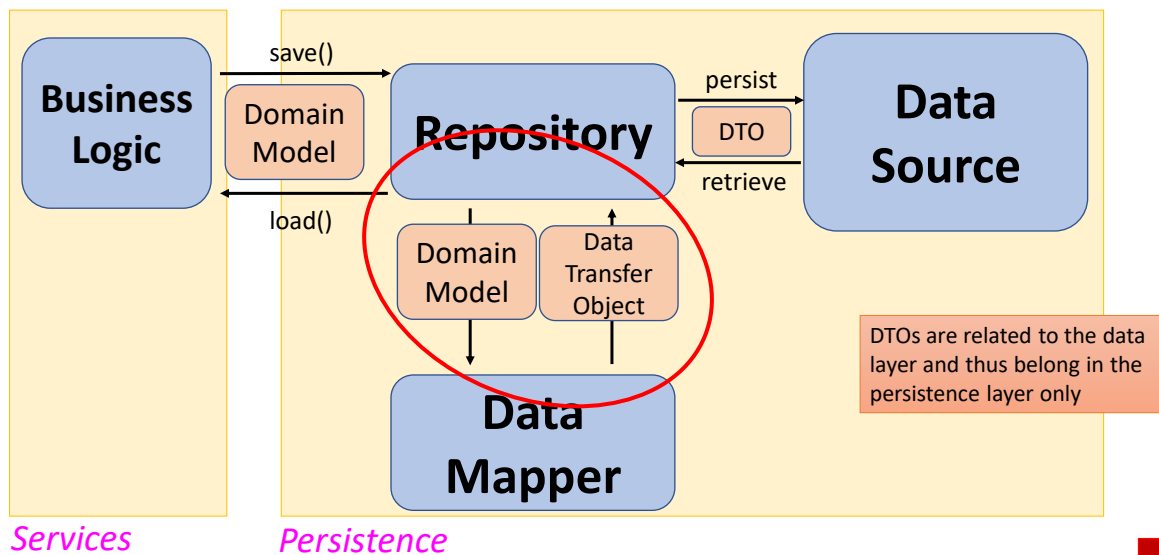 Business
Logic
save()
Domain
Model
load()
Repository
persist
DTO
retrieve
Data
Source
Domain
Model
Data
Transfer
Object
Data
Mapper
DTOs are related to the data
layer and thus belong in the
persistence layer only
Services
Persistence